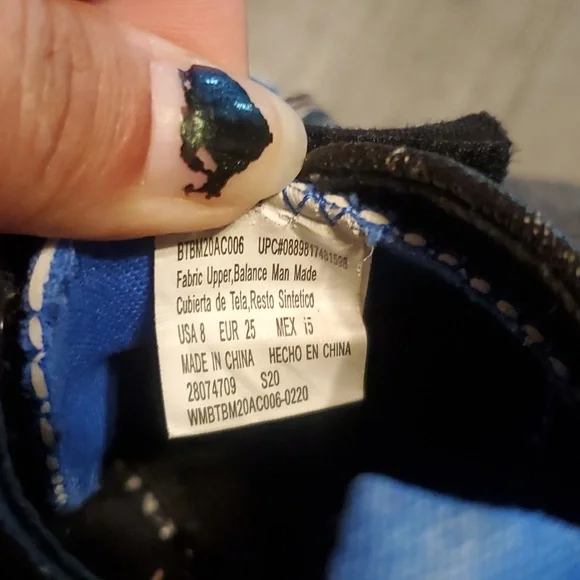 BTBM20AC006 UPC#
Fabric Upper,Balance Man Made
Cubierta de Tela,Resto Sintetico
USA 8 EUR 25 MEX 15
MADE IN CHINA HECHO EN CHINA
28074709 S20
WMBTBM20AC006-0220